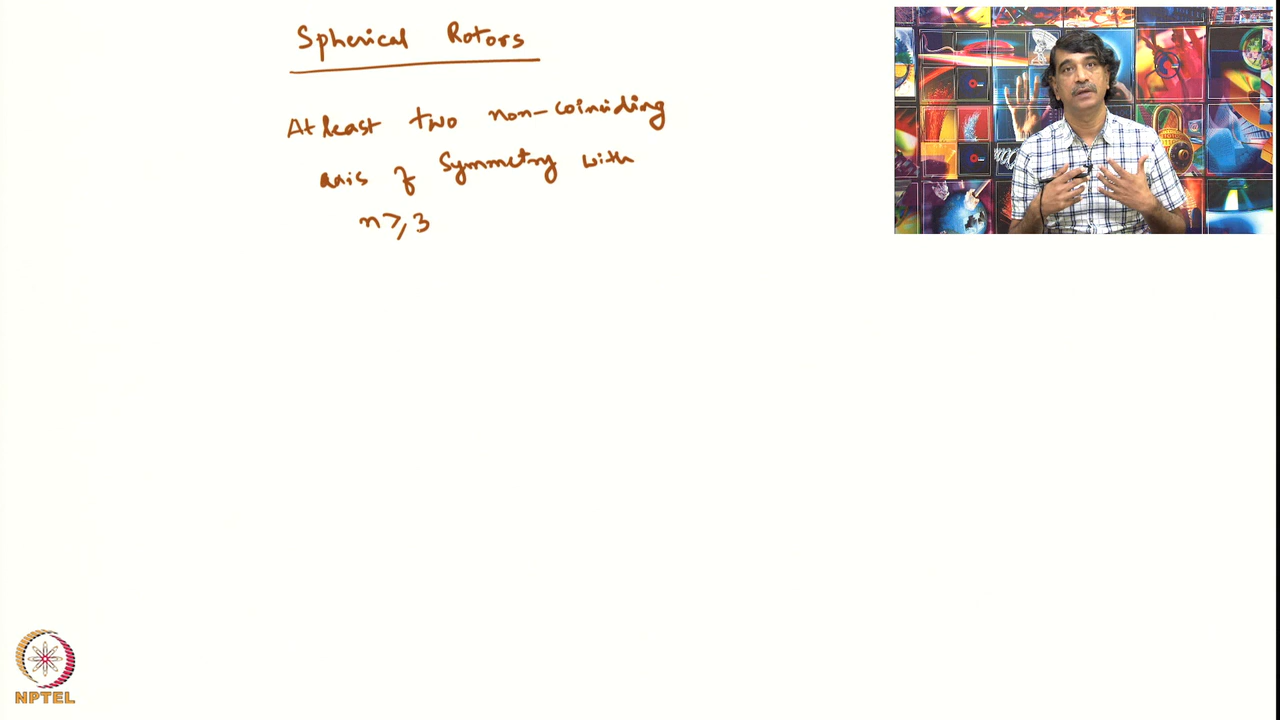 Spherical Rotors
At least two non-coinciding
axis of Symmetry with
n ≥ 3
NPTEL